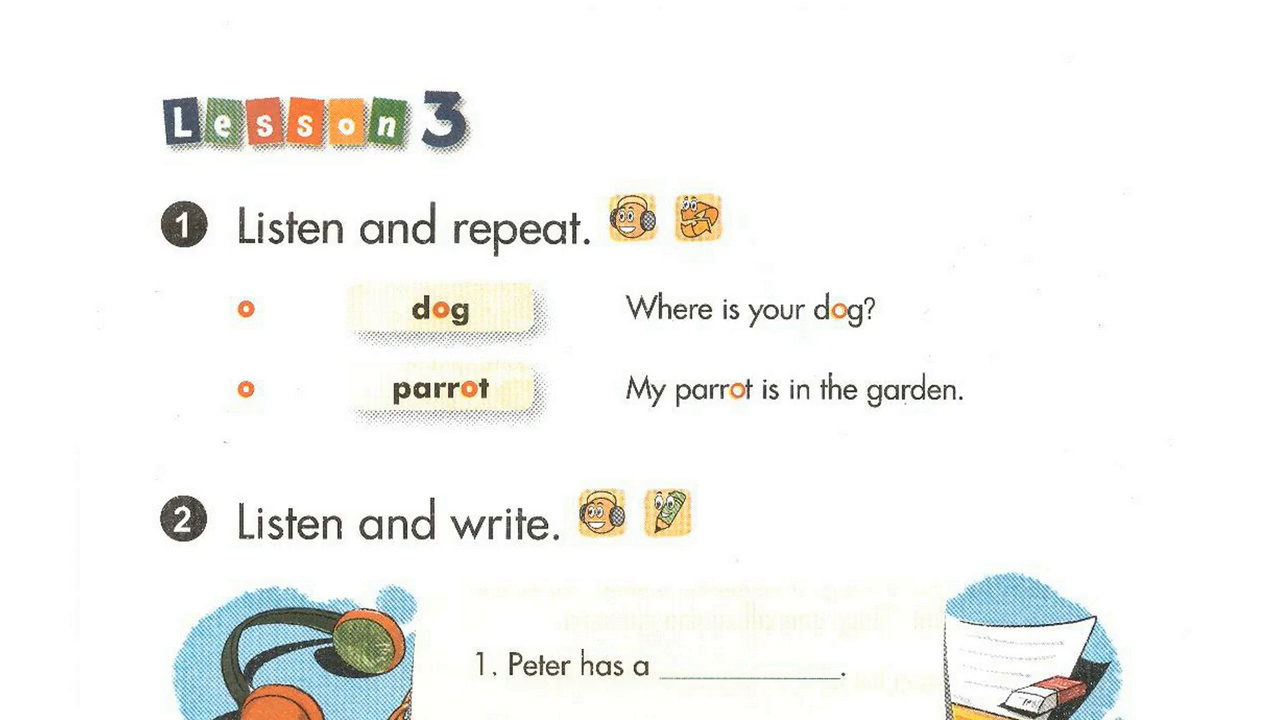 Lesson 3
1 Listen and repeat.
o dog Where is your dog?
o parrot My parrot is in the garden.
2 Listen and write.
1. Peter has a ______________.